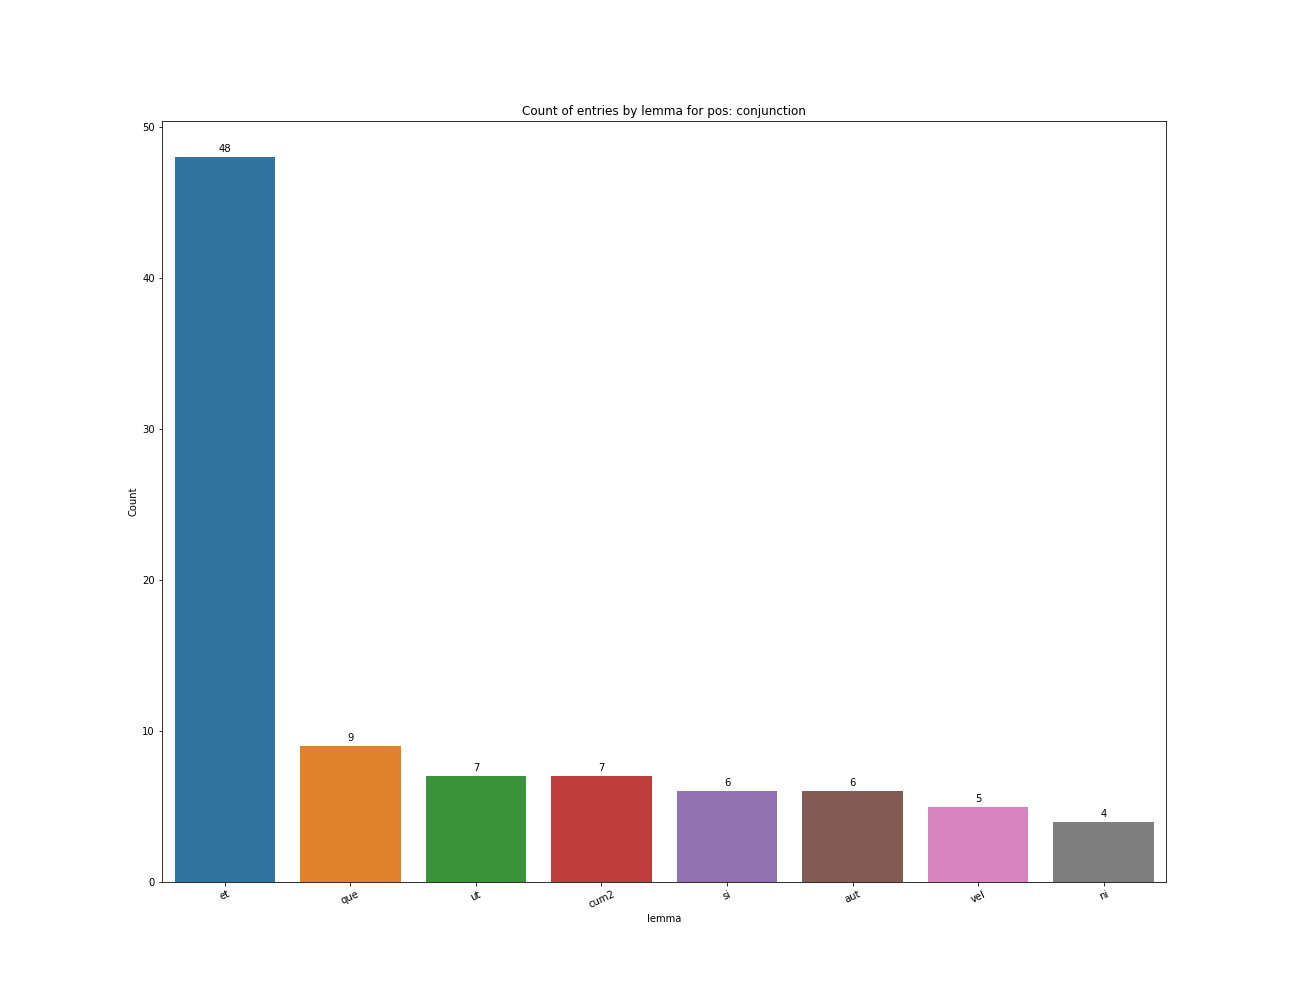 Count of entries by lemma for pos: conjunction
50
40
30
20
10
0
Count
48
9
7
7
6
6
5
4
et
que
ut
cum2
si
aut
vel
ni
lemma